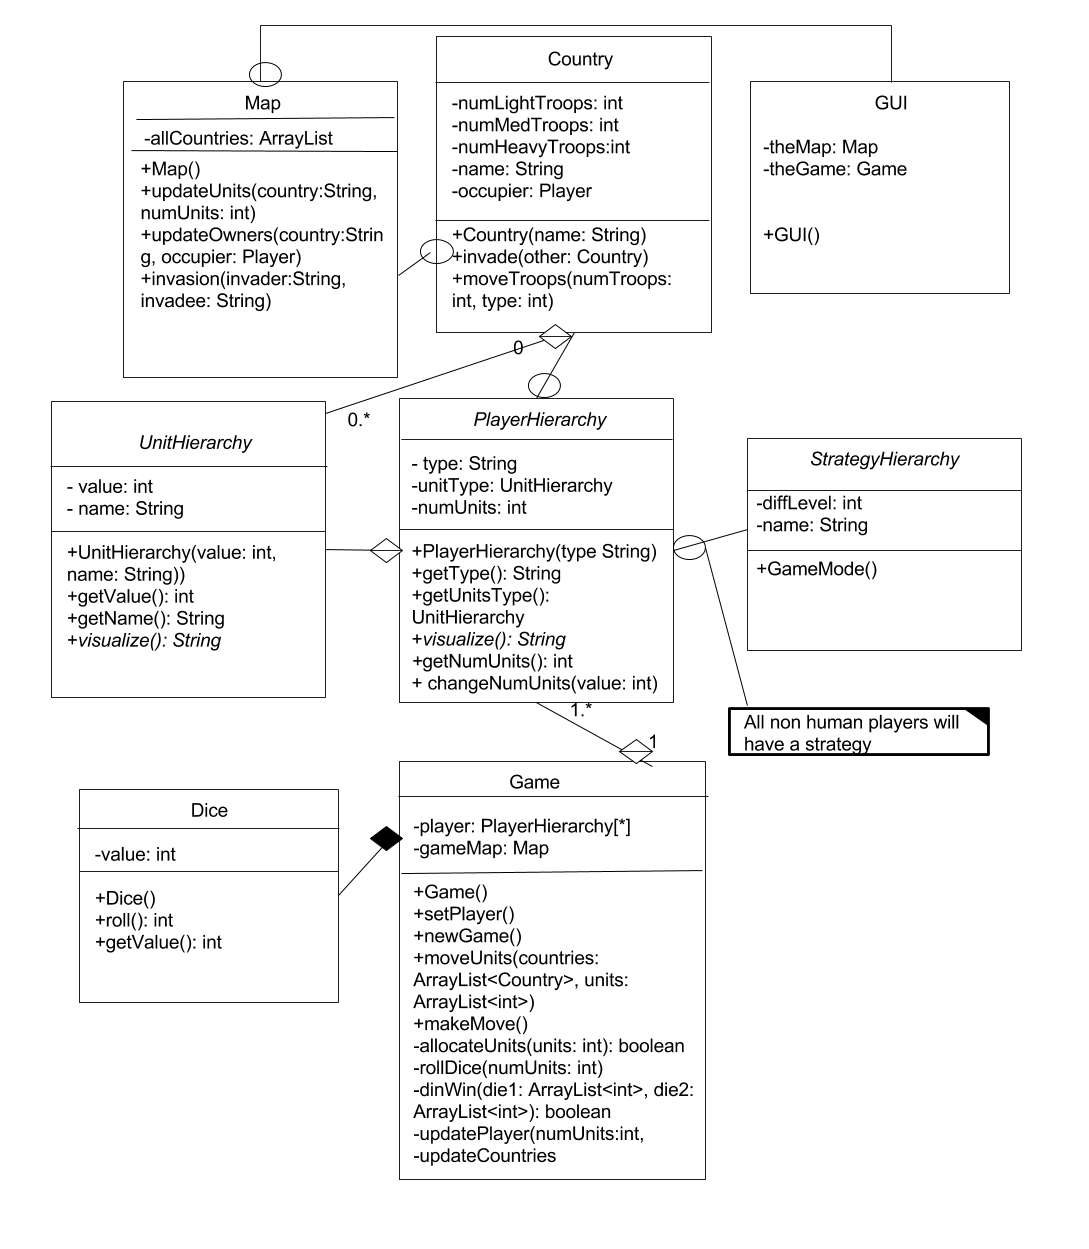 Country
-numLightTroops: int
-numMedTroops: int
-numHeavyTroops:int
-name: String
-occupier: Player
+Country(name: String)
+invade(other: Country)
+moveTroops(numTroops:
int, type: int)
Map
-allCountries: ArrayList
+Map()
+updateUnits(country:String,
numUnits: int)
+updateOwners(country:Strin
g, occupier: Player)
+invasion(invader:String,
invadee: String)
GUI
-theMap: Map
-theGame: Game
+GUI()
0
0.*
UnitHierarchy
- value: int
- name: String
+UnitHierarchy(value: int,
name: String))
+getValue(): int
+getName(): String
+visualize(): String
PlayerHierarchy
- type: String
-unitType: UnitHierarchy
-numUnits: int
+PlayerHierarchy(type String)
+getType(): String
+getUnitsType():
UnitHierarchy
+visualize(): String
+getNumUnits(): int
+ changeNumUnits(value: int)
StrategyHierarchy
-diffLevel: int
-name: String
+GameMode()
All non human players will
have a strategy
1.*
1
Dice
-value: int
+Dice()
+roll(): int
+getValue(): int
Game
-player: PlayerHierarchy[*]
-gameMap: Map
+Game()
+setPlayer()
+newGame()
+moveUnits(countries:
ArrayList<Country>, units:
ArrayList<int>)
+makeMove()
-allocateUnits(units: int): boolean
-rollDice(numUnits: int)
-dinWin(die1: ArrayList<int>, die2:
ArrayList<int>): boolean
-updatePlayer(numUnits:int,
-updateCountries